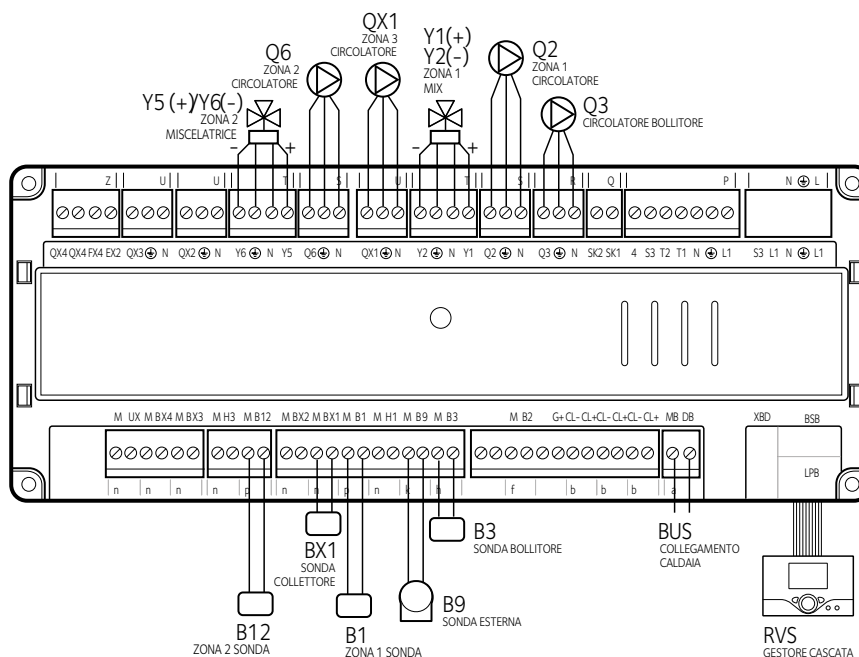 QX1
ZONA 3
CIRCOLATORE
Q6
ZONA 2
CIRCOLATORE
Y1(+)
Y2(-)
ZONA 1
MIX
Q2
ZONA 1
CIRCOLATORE
Y5 (+)/Y6(-)
ZONA 2
MISCELATRICE
Q3
CIRCOLATORE BOLLITORE
- + - +
Z U U T S U T S R Q P N L
QX4 QX4 FX4 EX2 QX3 N QX2 N Y6 N Y5 Q6 N QX1 N Y2 N Y1 Q2 N Q3 N SK2 SK1 4 S3 T2 T1 N L1 S3 L1 N L1
M UX M BX4 M BX3 M H3 M B12 M BX2 M BX1 M B1 M H1 M B9 M B3 M B2 G+ CL- CL+ CL- CL+ CL- CL+ MB DB XBD BSB
LPB
n n n n p n n p n k h f b b b a
BX1
SONDA
COLLETTORE
B3
SONDA BOLLITORE
BUS
COLLEGAMENTO
CALDAIA
B12
ZONA 2 SONDA
B1
ZONA 1 SONDA
B9
SONDA ESTERNA
RVS
GESTORE CASCATA